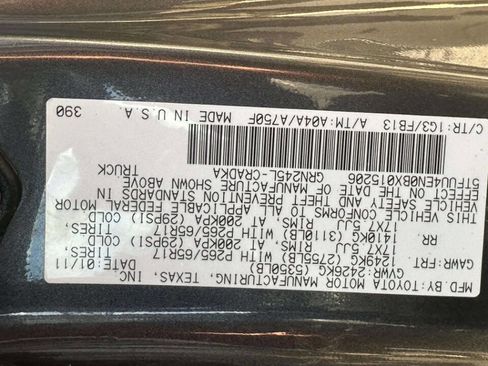 MFD.BY: TOYOTA MOTOR MANUFACTURING, TEXAS, INC
DATE: 01/11
GVWR: 2426KG (5350LB)
GAWR: FRT. 1249KG (2755LB) WITH P265/65R17 TIRES,
17X7.5JJ RIMS, AT 200KPA (29PSI) COLD
RR. 1410KG (3110LB) WITH P265/65R17 TIRES,
17X7.5JJ RIMS, AT 200KPA (29PSI) COLD
THIS VEHICLE CONFORMS TO ALL APPLICABLE FEDERAL MOTOR
VEHICLE SAFETY AND THEFT PREVENTION STANDARDS IN
EFFECT ON THE DATE OF MANUFACTURE SHOWN ABOVE.
5TFUU4EN0BX015206 TRUCK
GRN245L-CRADKA
C/TR: 1G3/FB13
A/TM: A04A/A750F MADE IN U.S.A. 390